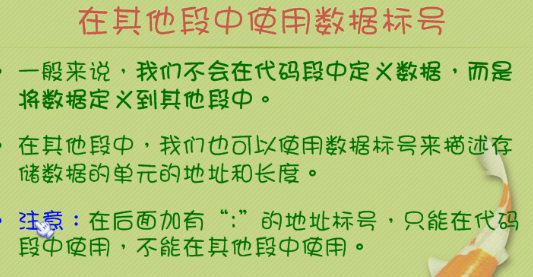 在其他段中使用数据标号
一般来说，我们不会在代码段中定义数据，而是
将数据定义到其他段中。
在其他段中，我们也可以使用数据标号来描述存
储数据的单元的地址和长度。
注意：在后面加有“:”的地址标号，只能在代码
段中使用，不能在其他段中使用。